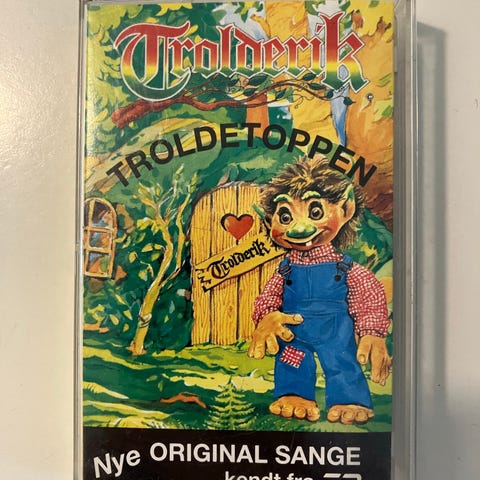 Trolderik
TROLDETOPPEN
Trolderik
Nye ORIGINAL SANGE
kendt fra